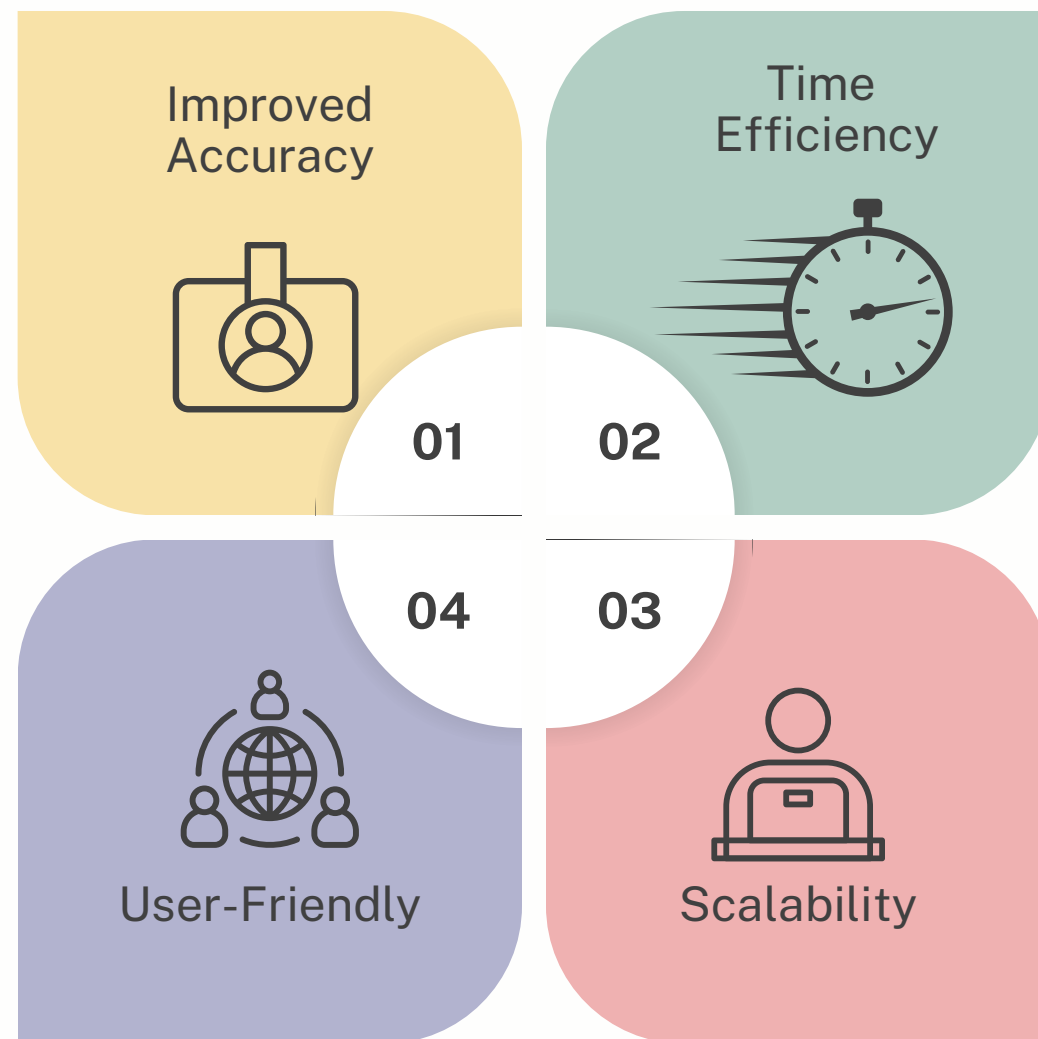 Improved
Accuracy
01
Time
Efficiency
02
03
Scalability
04
User-Friendly